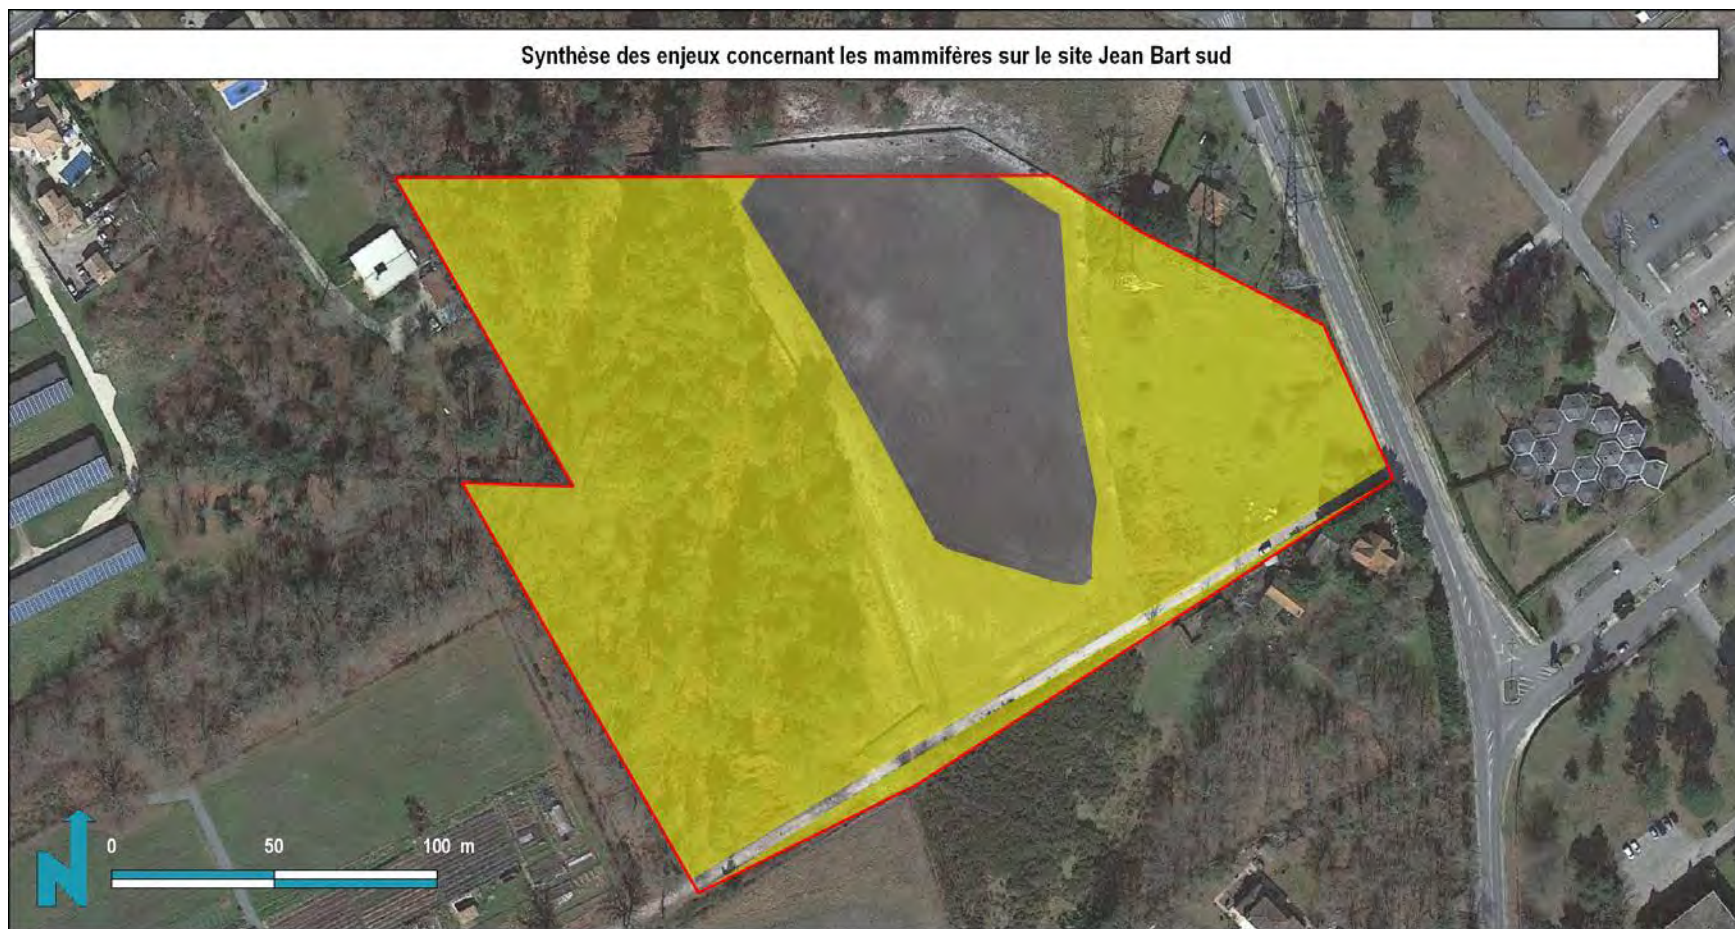 Synthèse des enjeux concernant les mammifères sur le site Jean Bart sud
N
0 50 100 m